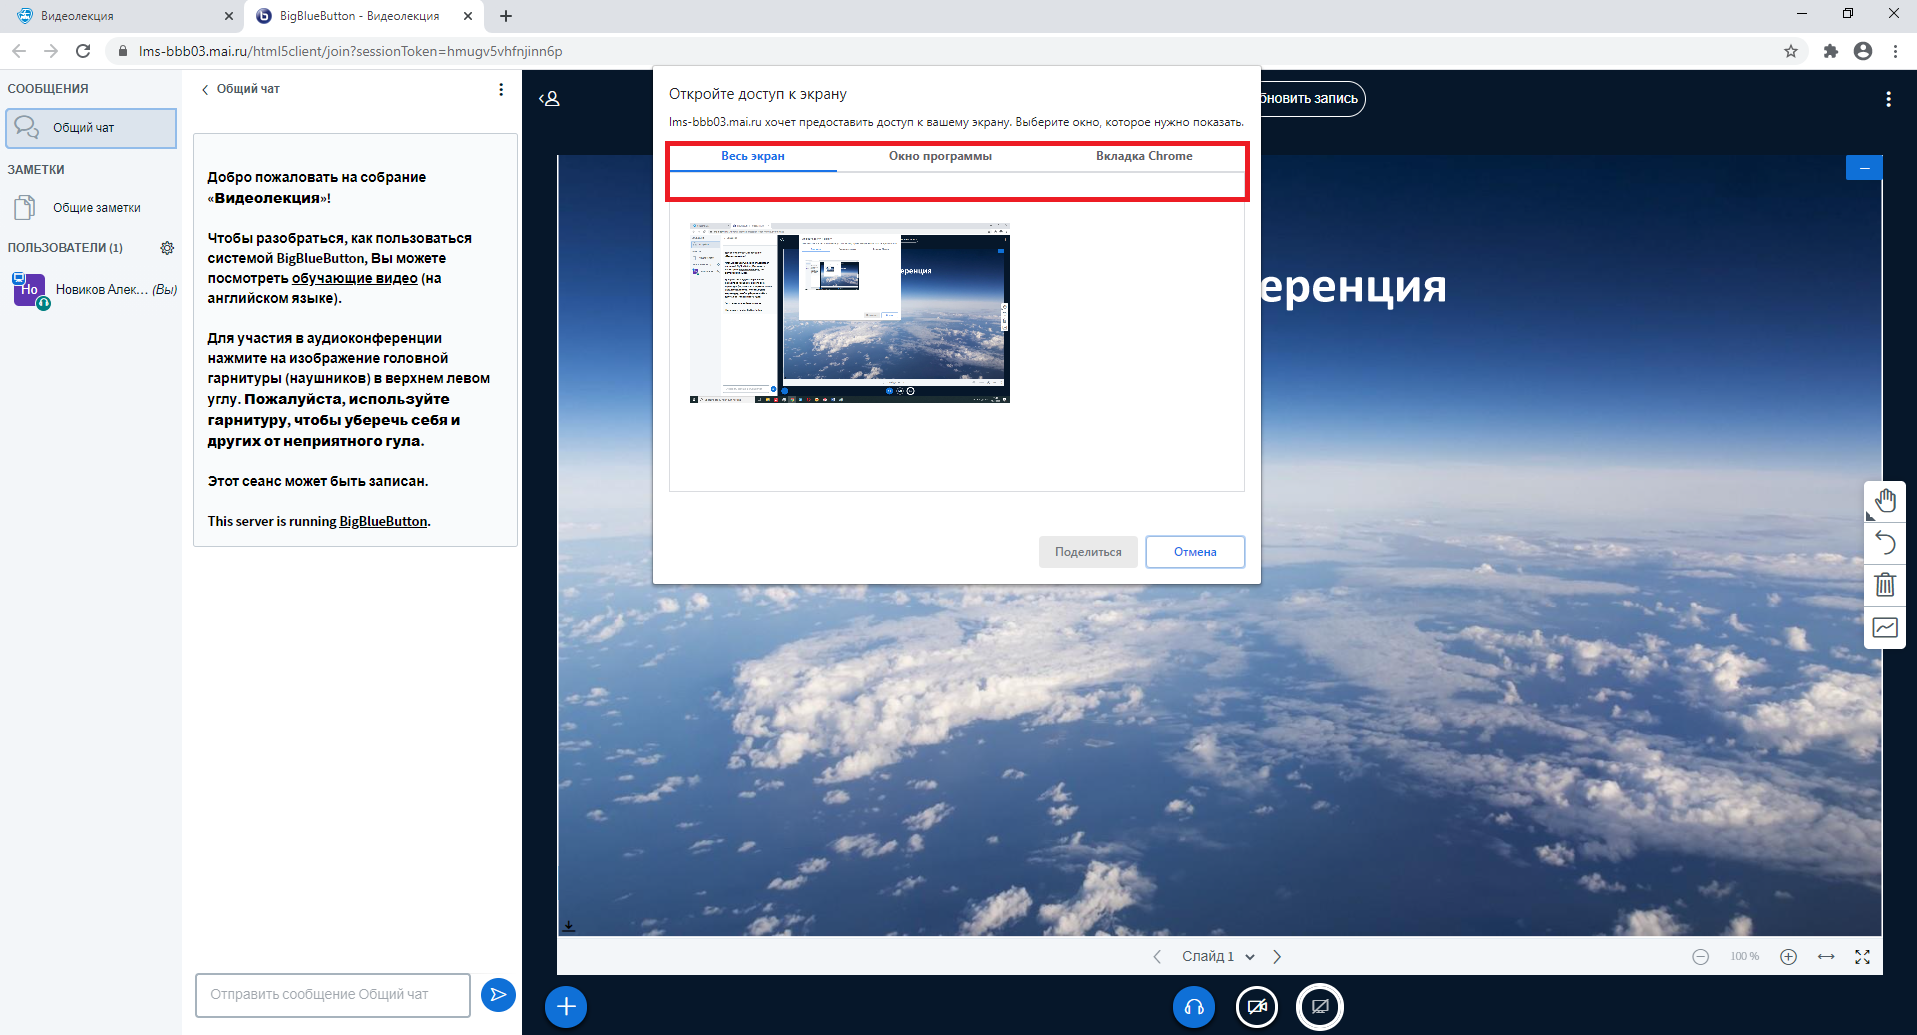 Видеолекция
BigBlueButton - Видеолекция
lms-bbb03.mai.ru/html5client/join?sessionToken=hmugv5vhfnjinn6p
СООБЩЕНИЯ
Общий чат
ЗАМЕТКИ
Общие заметки
ПОЛЬЗОВАТЕЛИ (1)
Но
Новиков Алек... (Вы)
Общий чат
Добро пожаловать на собрание
«Видеолекция»!
Чтобы разобраться, как пользоваться
системой BigBlueButton, Вы можете
посмотреть обучающие видео (на
английском языке).
Для участия в аудиоконференции
нажмите на изображение головной
гарнитуры (наушников) в верхнем левом
углу. Пожалуйста, используйте
гарнитуру, чтобы уберечь себя и
других от неприятного гула.
Этот сеанс может быть записан.
This server is running BigBlueButton.
Отправить сообщение Общий чат
Откройте доступ к экрану
lms-bbb03.mai.ru хочет предоставить доступ к вашему экрану. Выберите окно, которое нужно показать.
Весь экран
Окно программы
Вкладка Chrome
ференция
Поделиться
Отмена
бновить запись
еренция
Слайд 1
100 %